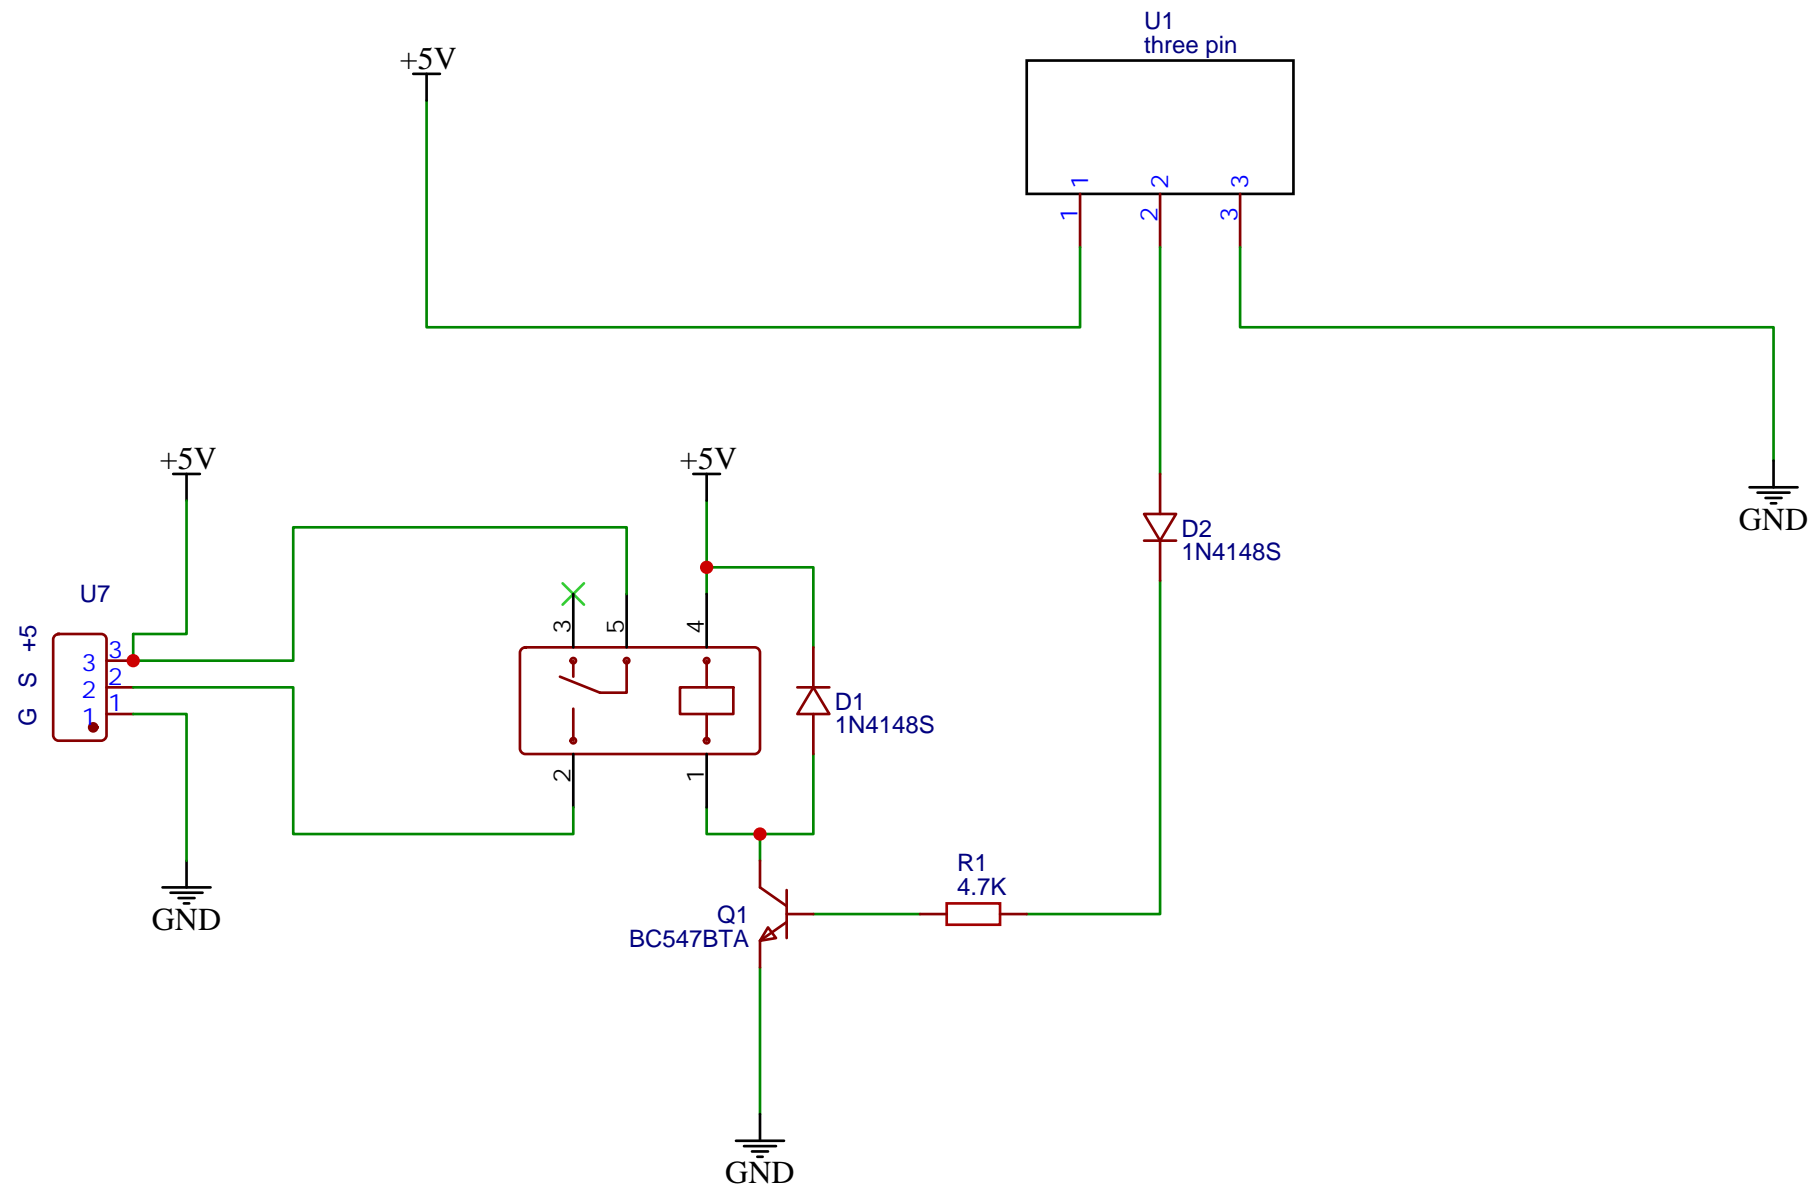 U1
three pin
+5V
1 2 3
1 2 3
+5V
+5V
D2
1N4148S
GND
U7
+5
S
G
3
2
1
3
2
1
3
5
4
D1
1N4148S
2
1
R1
4.7K
GND
Q1
BC547BTA
GND